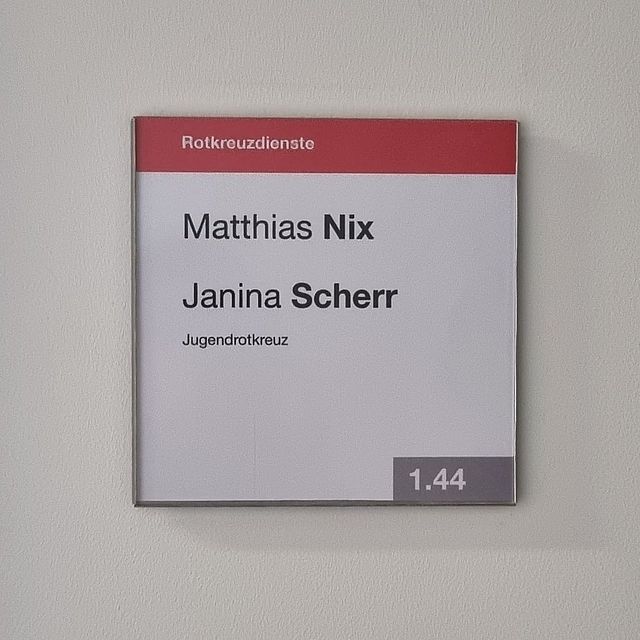 Rotkreuzdienste
Matthias Nix
Janina Scherr
Jugendrotkreuz
1.44